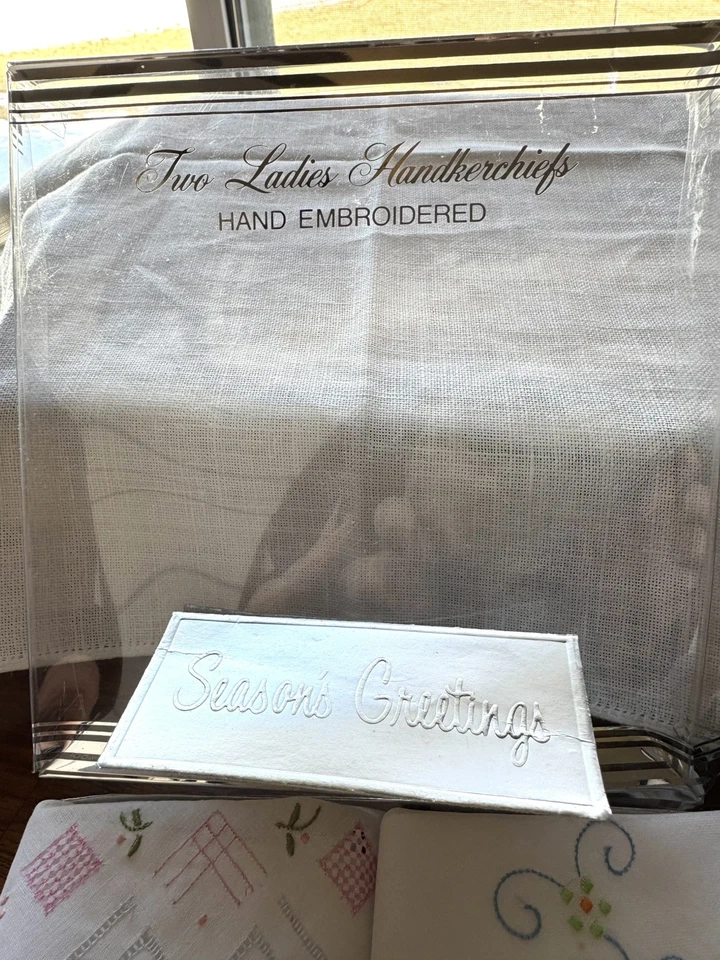 Two Ladies Handkerchiefs
HAND EMBROIDERED
Season's Greetings